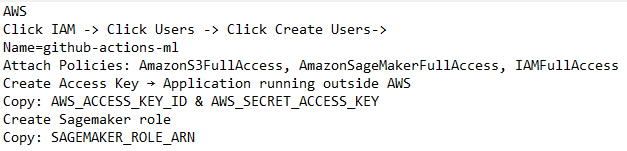 AWS
Click IAM -> Click Users -> Click Create Users->
Name=github-actions-ml
Attach Policies: AmazonS3FullAccess, AmazonSageMakerFullAccess, IAMFullAccess
Create Access Key → Application running outside AWS
Copy: AWS_ACCESS_KEY_ID & AWS_SECRET_ACCESS_KEY
Create Sagemaker role
Copy: SAGEMAKER_ROLE_ARN